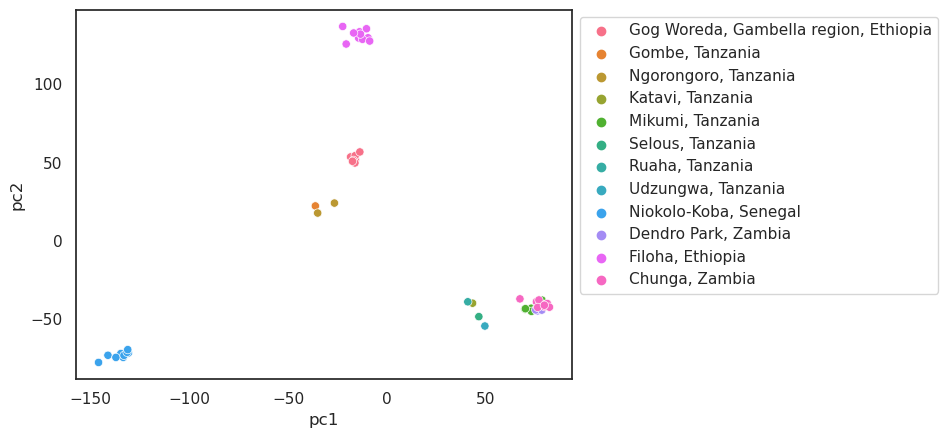 100
50
0
−50
pc2
−150
−100
−50
0
50
pc1
Gog Woreda, Gambella region, Ethiopia
Gombe, Tanzania
Ngorongoro, Tanzania
Katavi, Tanzania
Mikumi, Tanzania
Selous, Tanzania
Ruaha, Tanzania
Udzungwa, Tanzania
Niokolo-Koba, Senegal
Dendro Park, Zambia
Filoha, Ethiopia
Chunga, Zambia